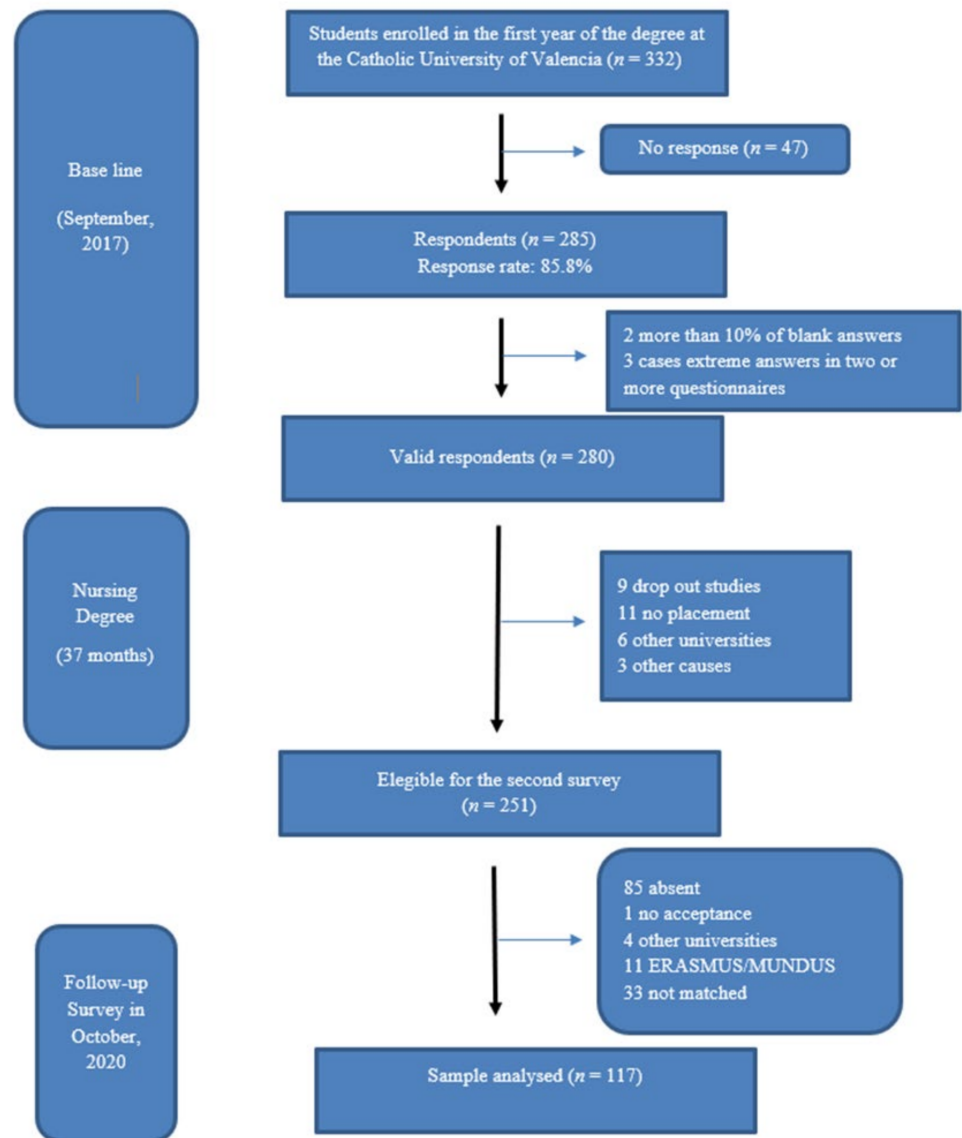 Students enrolled in the first year of the degree at
the Catholic University of Valencia (n = 332)
No response (n = 47)
Base line
(September,
2017)
Respondents (n = 285)
Response rate: 85.8%
2 more than 10% of blank answers
3 cases extreme answers in two or
more questionnaires
Valid respondents (n = 280)
Nursing
Degree
(37 months)
9 drop out studies
11 no placement
6 other universities
3 other causes
Elegible for the second survey
(n = 251)
85 absent
1 no acceptance
4 other universities
11 ERASMUS/MUNDUS
33 not matched
Follow-up
Survey in
October,
2020
Sample analysed (n = 117)